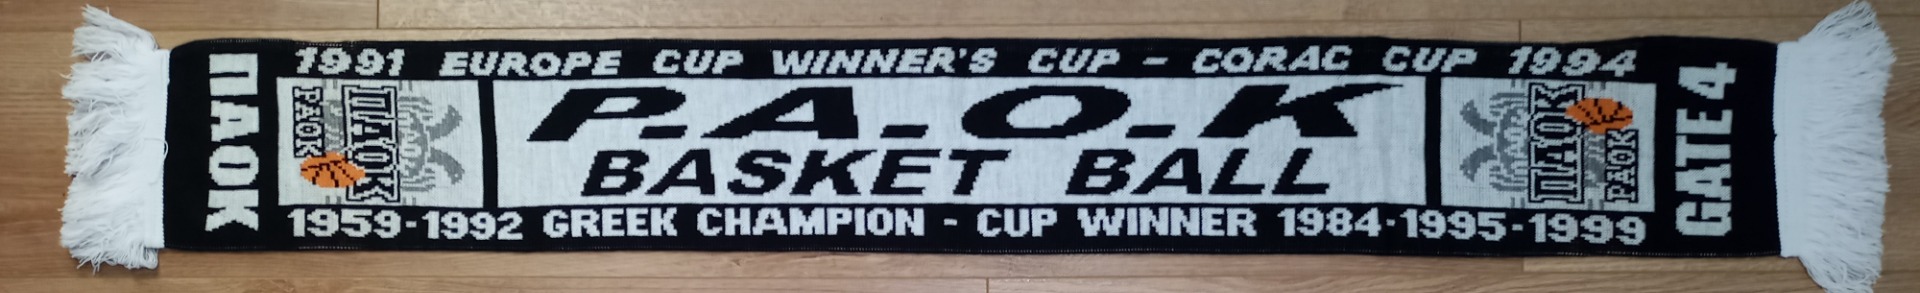 ΠΑΟΚ
1991 EUROPE CUP WINNER'S CUP - CORAC CUP 1994
ΠΑΟΚ
PAOK
P.A.O.K
BASKET BALL
ΠΑΟΚ
PAOK
1959-1992 GREEK CHAMPION - CUP WINNER 1984-1995-1999
GATE 4